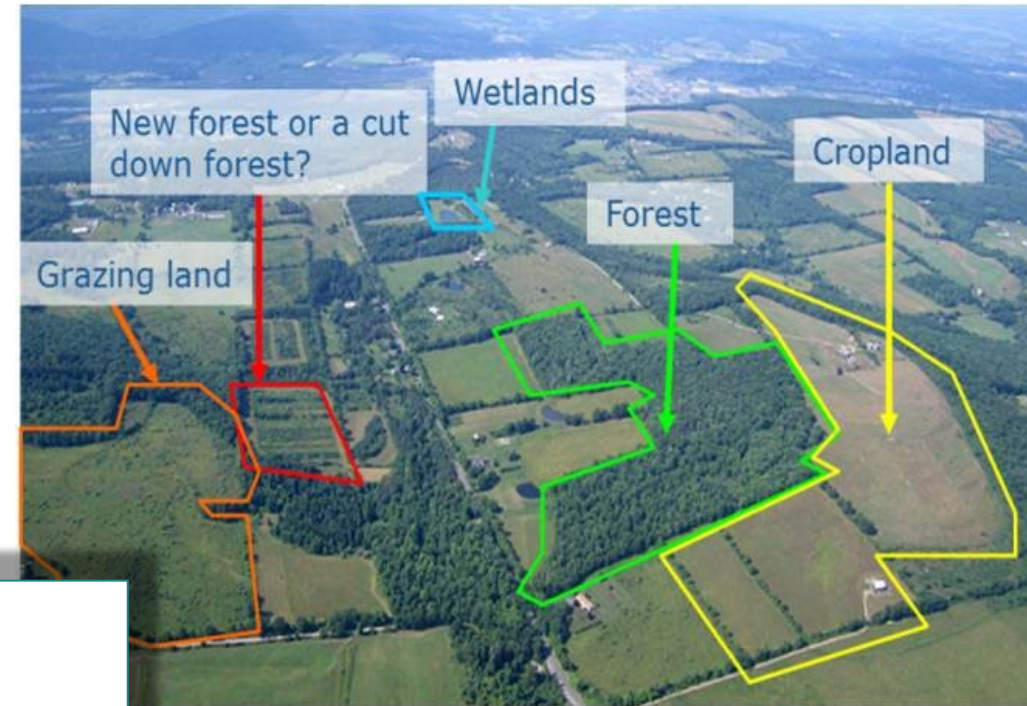 Wetlands
New forest or a cut
down forest?
Cropland
Forest
Grazing land